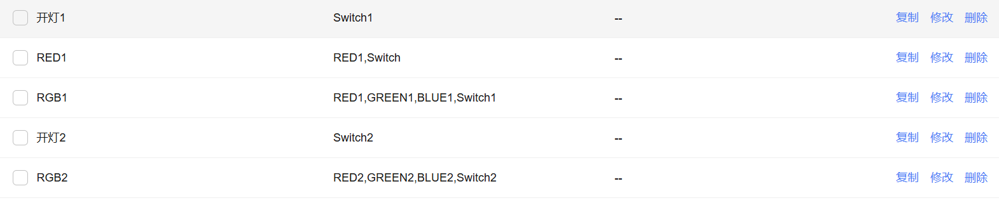 开灯1 Switch1 -- 复制 修改 删除
RED1 RED1,Switch -- 复制 修改 删除
RGB1 RED1,GREEN1,BLUE1,Switch1 -- 复制 修改 删除
开灯2 Switch2 -- 复制 修改 删除
RGB2 RED2,GREEN2,BLUE2,Switch2 -- 复制 修改 删除